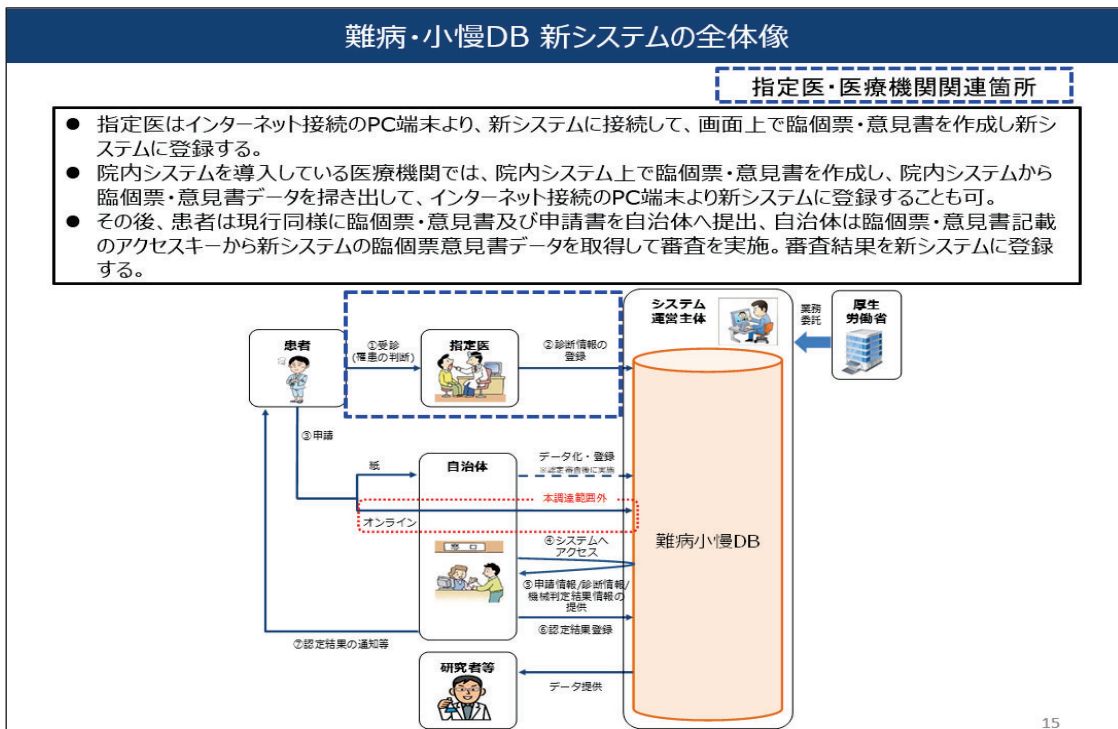 難病・小慢DB 新システムの全体像
指定医・医療機関関連箇所
● 指定医はインターネット接続のPC端末より、新システムに接続して、画面上で臨個票・意見書を作成し新シ
ステムに登録する。
● 院内システムを導入している医療機関では、院内システム上で臨個票・意見書を作成し、院内システムから
臨個票・意見書データを掃き出して、インターネット接続のPC端末より新システムに登録することも可。
● その後、患者は現行同様に臨個票・意見書及び申請書を自治体へ提出、自治体は臨個票・意見書記載
のアクセスキーから新システムの臨個票意見書データを取得して審査を実施。審査結果を新システムに登録
する。
患者
①受診
(罹患の判断)
指定医
②診断情報の
登録
システム
運営主体
業務
委託
厚生
労働省
③申請
紙
自治体
データ化・登録
※認定審査後に実施
本調達範囲外
オンライン
窓口
④システムへ
アクセス
難病小慢DB
⑤申請情報/診断情報/
機械判定結果情報の
提供
⑥認定結果登録
⑦認定結果の通知等
研究者等
データ提供
15